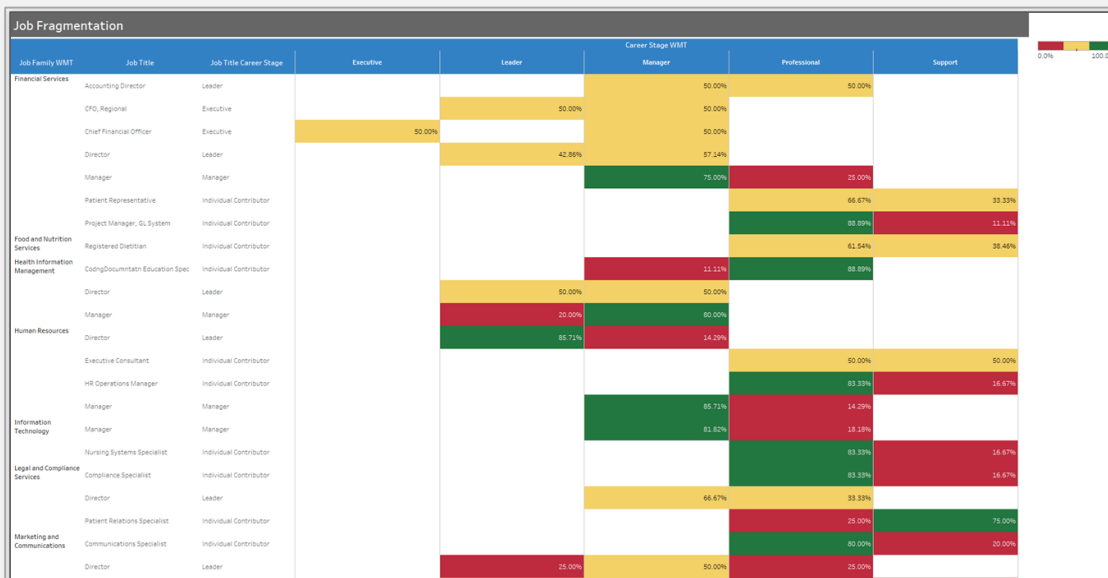 Job Fragmentation
Career Stage WMT
Job Family WMT Job Title Job Title Career Stage Executive Leader Manager Professional Support
0.0% 100.0
Financial Services
Accounting Director Leader 50.00% 50.00%
CFO, Regional Executive 50.00% 50.00%
Chief Financial Officer Executive 50.00% 50.00%
Director Leader 42.86% 57.14%
Manager Manager 75.00% 25.00%
Patient Representative Individual Contributor 66.67% 33.33%
Project Manager, GL System Individual Contributor 88.89% 11.11%
Food and Nutrition
Services Registered Dietitian Individual Contributor 61.54% 38.46%
Health Information
Management CodngDocumntatn Education Spec Individual Contributor 11.11% 88.89%
Director Leader 50.00% 50.00%
Manager Manager 20.00% 80.00%
Human Resources
Director Leader 85.71% 14.29%
Executive Consultant Individual Contributor 50.00% 50.00%
HR Operations Manager Individual Contributor 83.33% 16.67%
Manager Manager 85.71% 14.29%
Information
Technology Manager Manager 81.82% 18.18%
Nursing Systems Specialist Individual Contributor 83.33% 16.67%
Legal and Compliance
Services Compliance Specialist Individual Contributor 83.33% 16.67%
Director Leader 66.67% 33.33%
Patient Relations Specialist Individual Contributor 25.00% 75.00%
Marketing and
Communications Communications Specialist Individual Contributor 80.00% 20.00%
Director Leader 25.00% 50.00% 25.00%